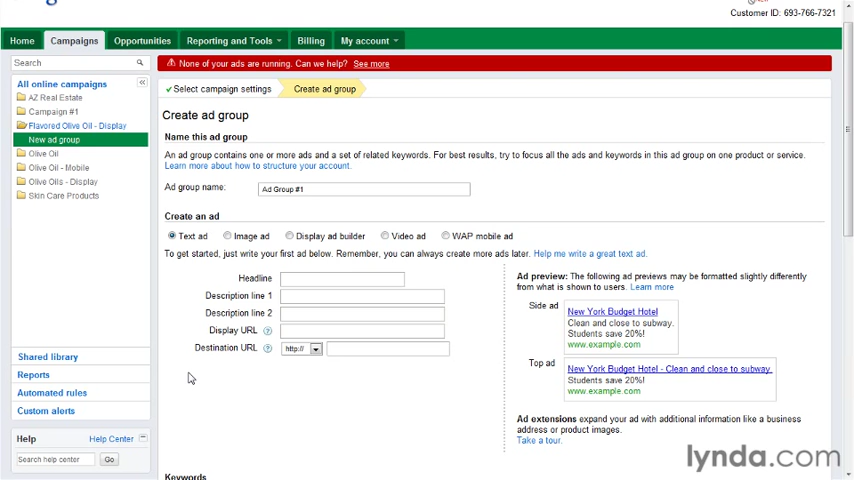 Customer ID: 693-766-7321
Home Campaigns Opportunities Reporting and Tools Billing My account
Search
None of your ads are running. Can we help? See more
All online campaigns
AZ Real Estate
Campaign #1
Flavored Olive Oil - Display
New ad group
Olive Oil
Olive Oil - Mobile
Olive Oils - Display
Skin Care Products
Shared library
Reports
Automated rules
Custom alerts
Help Help Center
Search help center Go
Select campaign settings Create ad group
Create ad group
Name this ad group
An ad group contains one or more ads and a set of related keywords. For best results, try to focus all the ads and keywords in this ad group on one product or service.
Learn more about how to structure your account.
Ad group name: Ad Group #1
Create an ad
Text ad Image ad Display ad builder Video ad WAP mobile ad
To get started, just write your first ad below. Remember, you can always create more ads later. Help me write a great text ad.
Headline
Description line 1
Description line 2
Display URL ?
Destination URL ? http://
Ad preview: The following ad previews may be formatted slightly differently
from what is shown to users. Learn more
Side ad
New York Budget Hotel
Clean and close to subway.
Students save 20%!
www.example.com
Top ad
New York Budget Hotel - Clean and close to subway.
Students save 20%!
www.example.com
Ad extensions expand your ad with additional information like a business
address or product images.
Take a tour.
Keywords
lynda.com